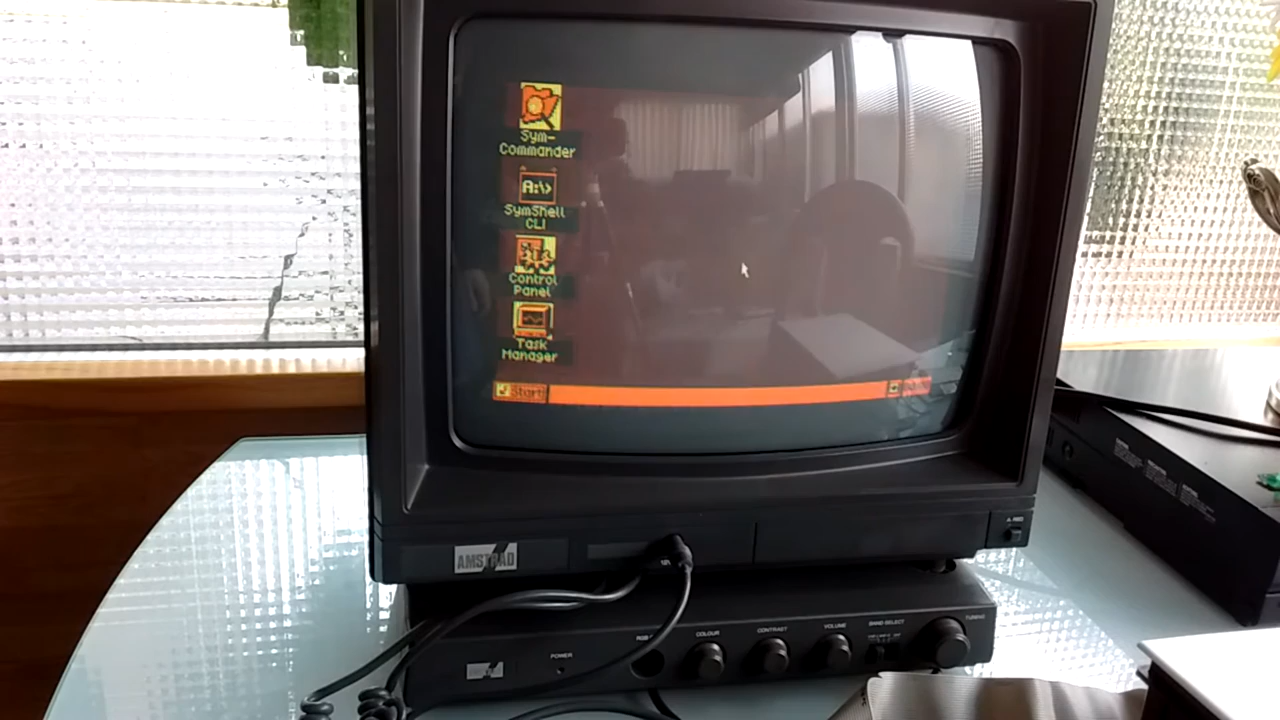 Sym-
Commander
A:\>
SymShell
CLI
Control
Panel
Task
Manager
Start
AMSTRAD
POWER
COLOUR
CONTRAST
VOLUME
BAND SELECT
TUNING